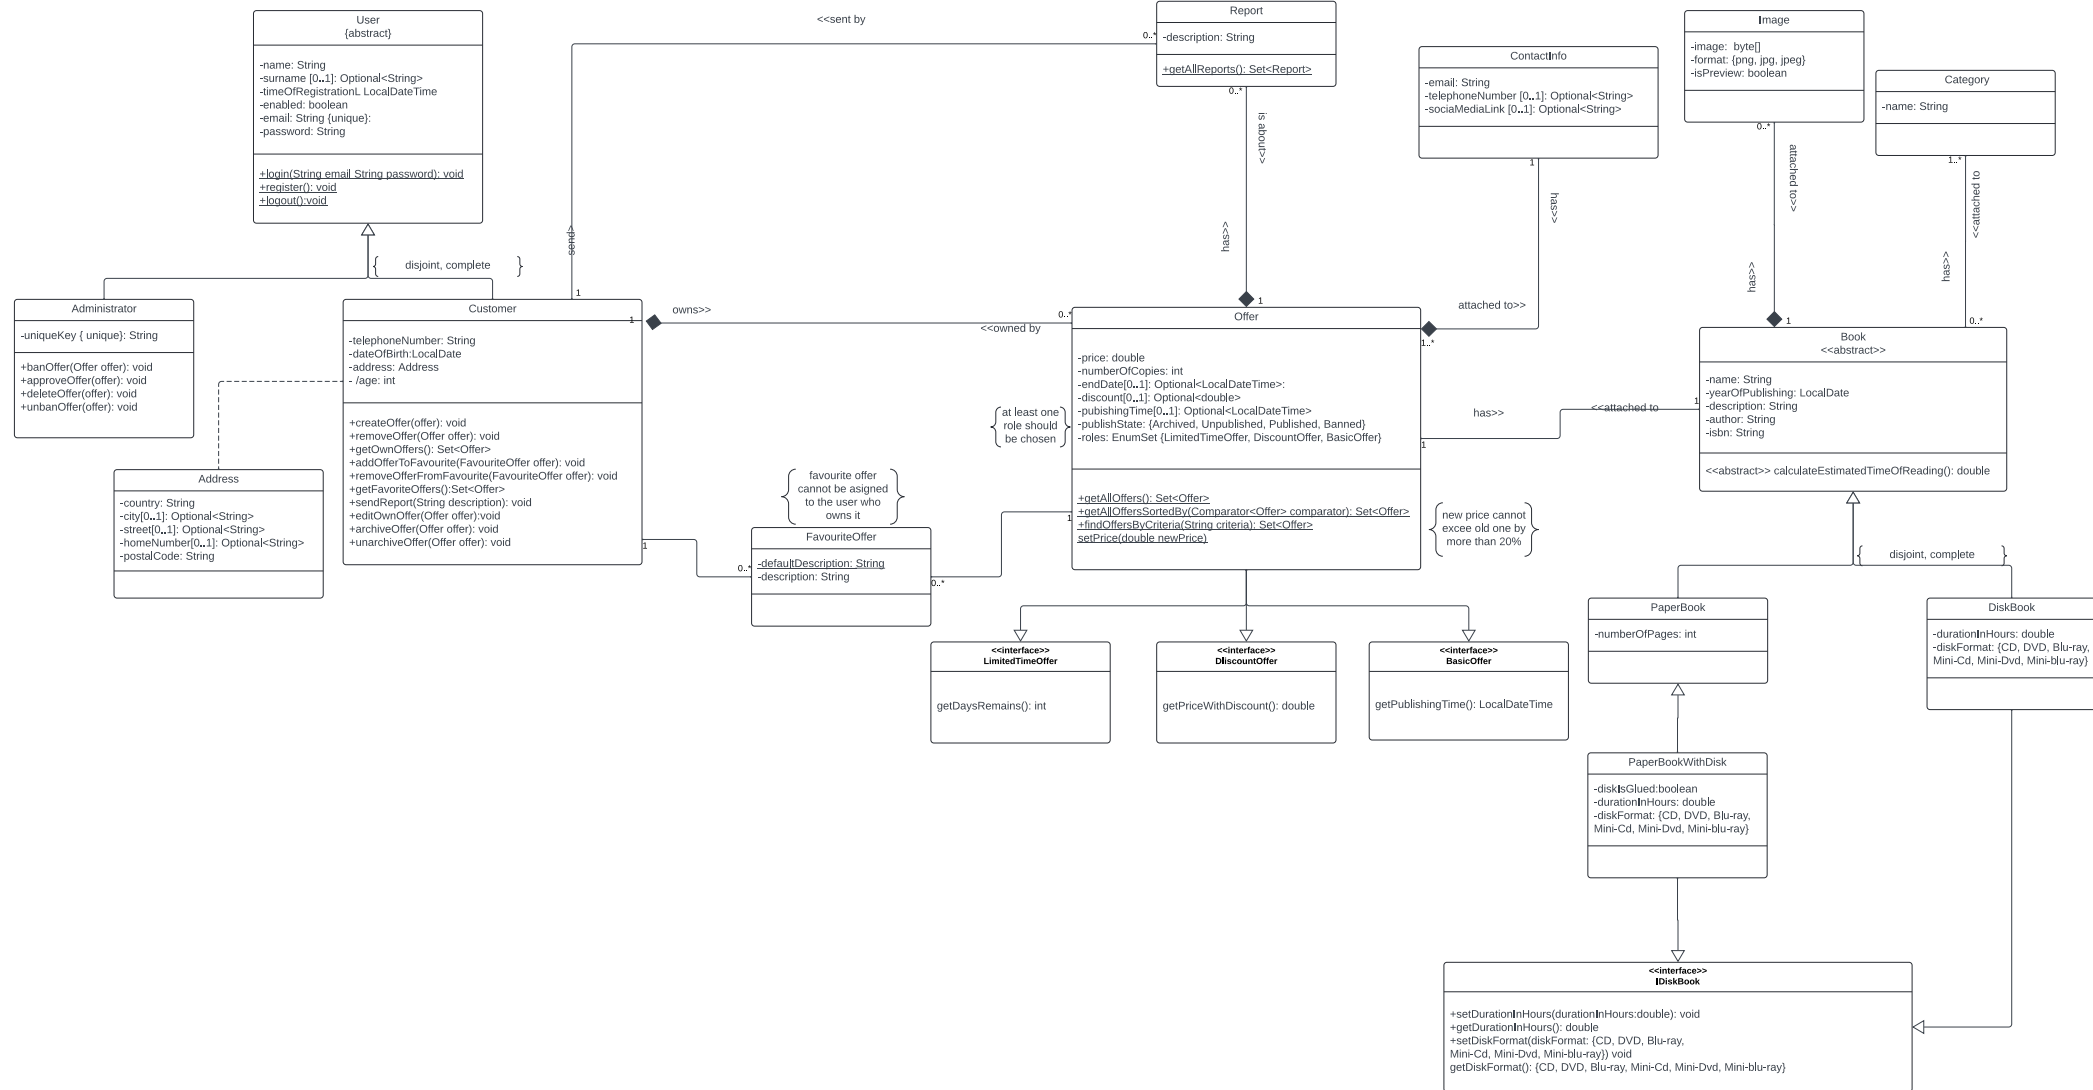 User
{abstract}
-name: String
-surname [0..1]: Optional<String>
-timeOfRegistrationL LocalDateTime
-enabled: boolean
-email: String {unique}:
-password: String
+login(String email String password): void
+register(): void
+logout():void
{ disjoint, complete }
Administrator
-uniqueKey { unique}: String
+banOffer(Offer offer): void
+approveOffer(offer): void
+deleteOffer(offer): void
+unbanOffer(offer): void
Customer
-telephoneNumber: String
-dateOfBirth:LocalDate
-address: Address
- /age: int
+createOffer(offer): void
+removeOffer(Offer offer): void
+getOwnOffers(): Set<Offer>
+addOfferToFavourite(FavouriteOffer offer): void
+removeOfferFromFavourite(FavouriteOffer offer): void
+getFavoriteOffers():Set<Offer>
+sendReport(String description): void
+editOwnOffer(Offer offer):void
+archiveOffer(Offer offer): void
+unarchiveOffer(Offer offer): void
Address
-country: String
-city[0..1]: Optional<String>
-street[0..1]: Optional<String>
-homeNumber[0..1]: Optional<String>
-postalCode: String
<<sent by
0..*
send>
1
Report
-description: String
+getAllReports(): Set<Report>
0..*
is about>>
has>>
1
1
owns>>
<<owned by
0..*
ContactInfo
-email: String
-telephoneNumber [0..1]: Optional<String>
-sociaMediaLink [0..1]: Optional<String>
1
has>>
attached to>>
1..*
Image
-image: byte[]
-format: {png, jpg, jpeg}
-isPreview: boolean
0..*
attached to>>
has>>
1
Category
-name: String
1..*
<<attached to
has>>
0..*
Offer
-price: double
-numberOfCopies: int
-endDate[0..1]: Optional<LocalDateTime>:
-discount[0..1]: Optional<double>
-pubishingTime[0..1]: Optional<LocalDateTime>
-publishState: {Archived, Unpublished, Published, Banned}
-roles: EnumSet {LimitedTimeOffer, DiscountOffer, BasicOffer}
+getAllOffers(): Set<Offer>
+getAllOffersSortedBy(Comparator<Offer> comparator): Set<Offer>
+findOffersByCriteria(String criteria): Set<Offer>
setPrice(double newPrice)
at least one
role should
be chosen
new price cannot
excee old one by
more than 20%
has>>
<<attached to
1
1
Book
<<abstract>>
-name: String
-yearOfPublishing: LocalDate
-description: String
-author: String
-isbn: String
<<abstract>> calculateEstimatedTimeOfReading(): double
{ disjoint, complete }
favourite offer
cannot be asigned
to the user who
owns it
FavouriteOffer
-defaultDescription: String
-description: String
1
0..*
0..*
1
<<interface>>
LimitedTimeOffer
getDaysRemains(): int
<<interface>>
DIscountOffer
getPriceWithDiscount(): double
<<interface>>
BasicOffer
getPublishingTime(): LocalDateTime
PaperBook
-numberOfPages: int
DiskBook
-durationInHours: double
-diskFormat: {CD, DVD, Blu-ray,
Mini-Cd, Mini-Dvd, Mini-blu-ray}
PaperBookWithDisk
-diskIsGlued:boolean
-durationInHours: double
-diskFormat: {CD, DVD, Blu-ray,
Mini-Cd, Mini-Dvd, Mini-blu-ray}
<<interface>>
IDiskBook
+setDurationInHours(durationInHours:double): void
+getDurationInHours(): double
+setDiskFormat(diskFormat: {CD, DVD, Blu-ray,
Mini-Cd, Mini-Dvd, Mini-blu-ray}) void
getDiskFormat(): {CD, DVD, Blu-ray, Mini-Cd, Mini-Dvd, Mini-blu-ray}